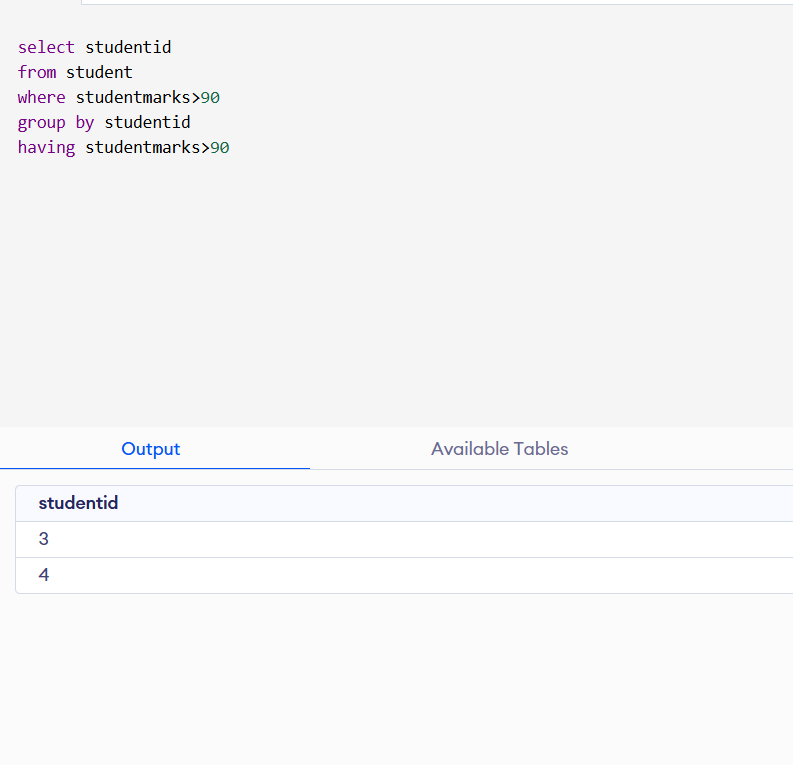 select studentid
from student
where studentmarks>90
group by studentid
having studentmarks>90
Output Available Tables
studentid
3
4